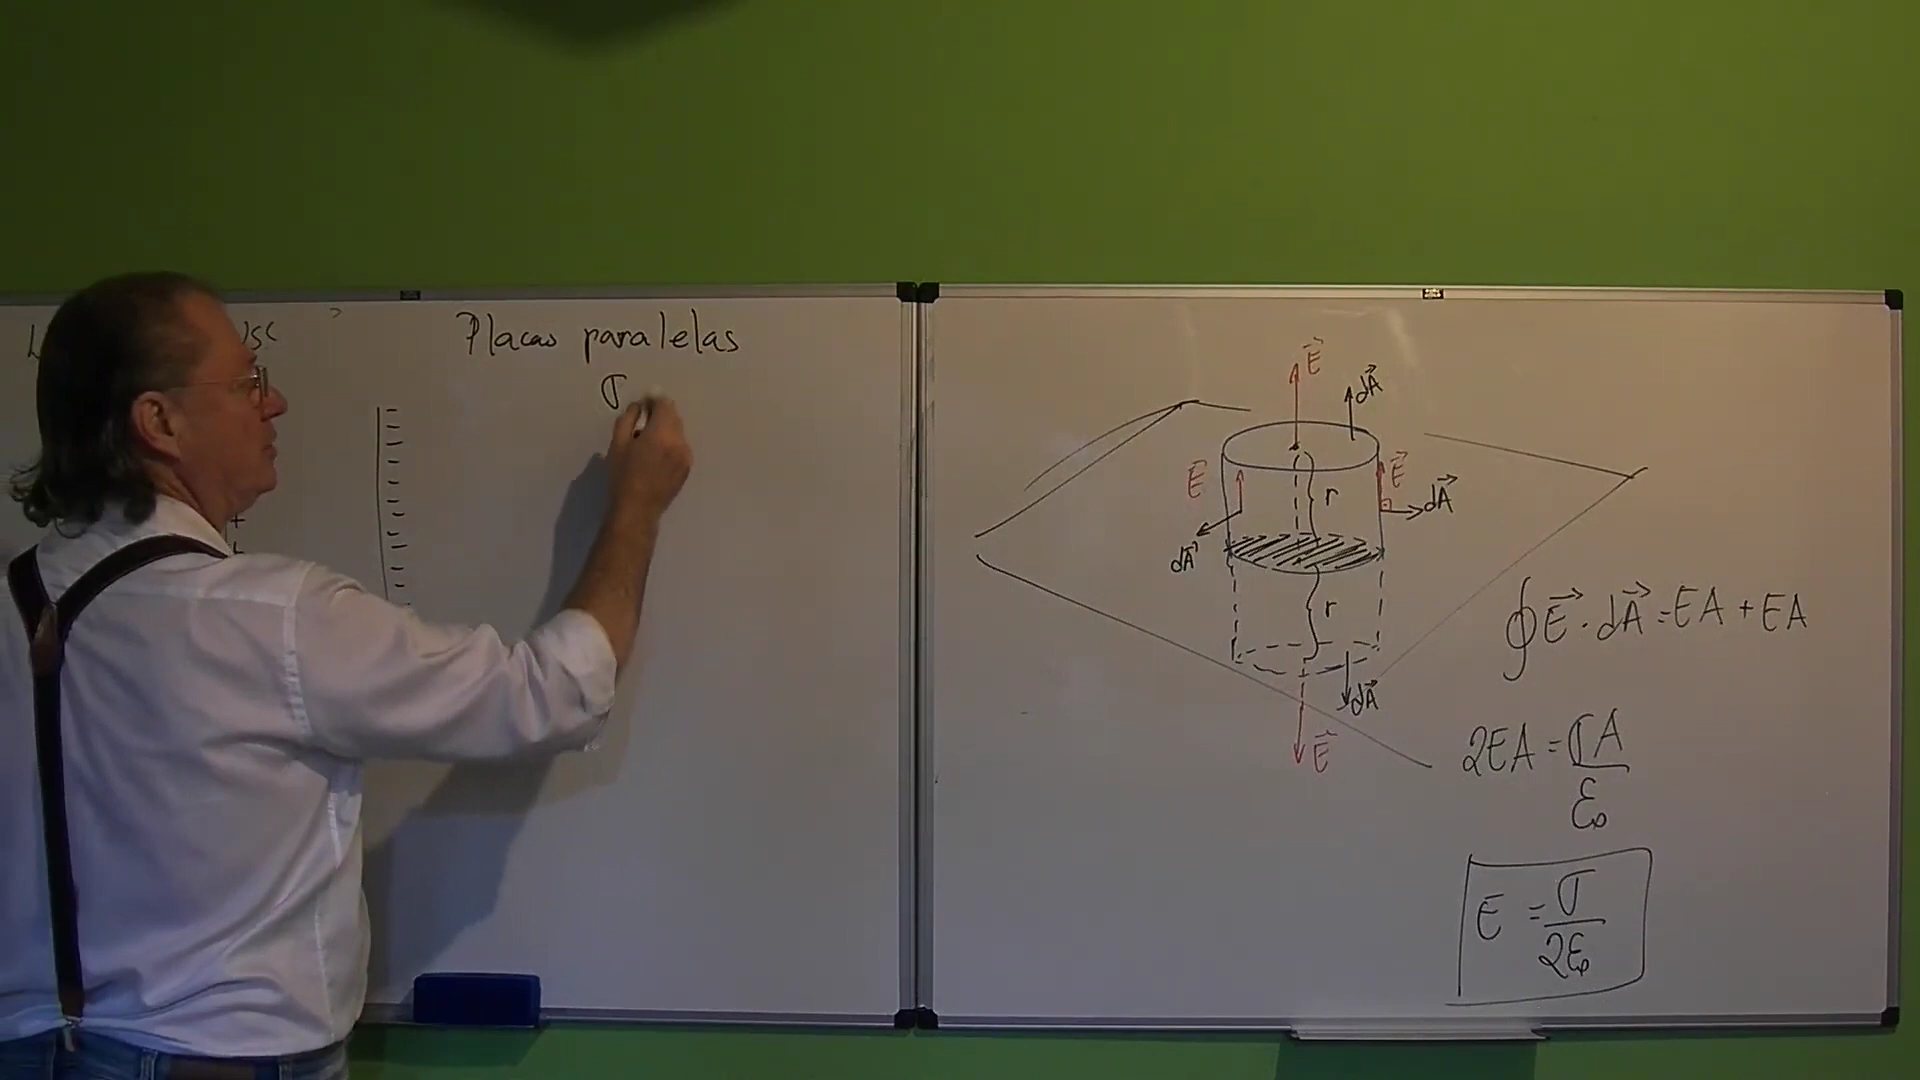 Placas paralelas
σ
+
E⃗
dA⃗
E⃗
E⃗
r
dA⃗
dA⃗
r
dA⃗
E⃗
∮E⃗·dA⃗=EA+EA
2EA=σA/ε₀
E=σ/2ε₀